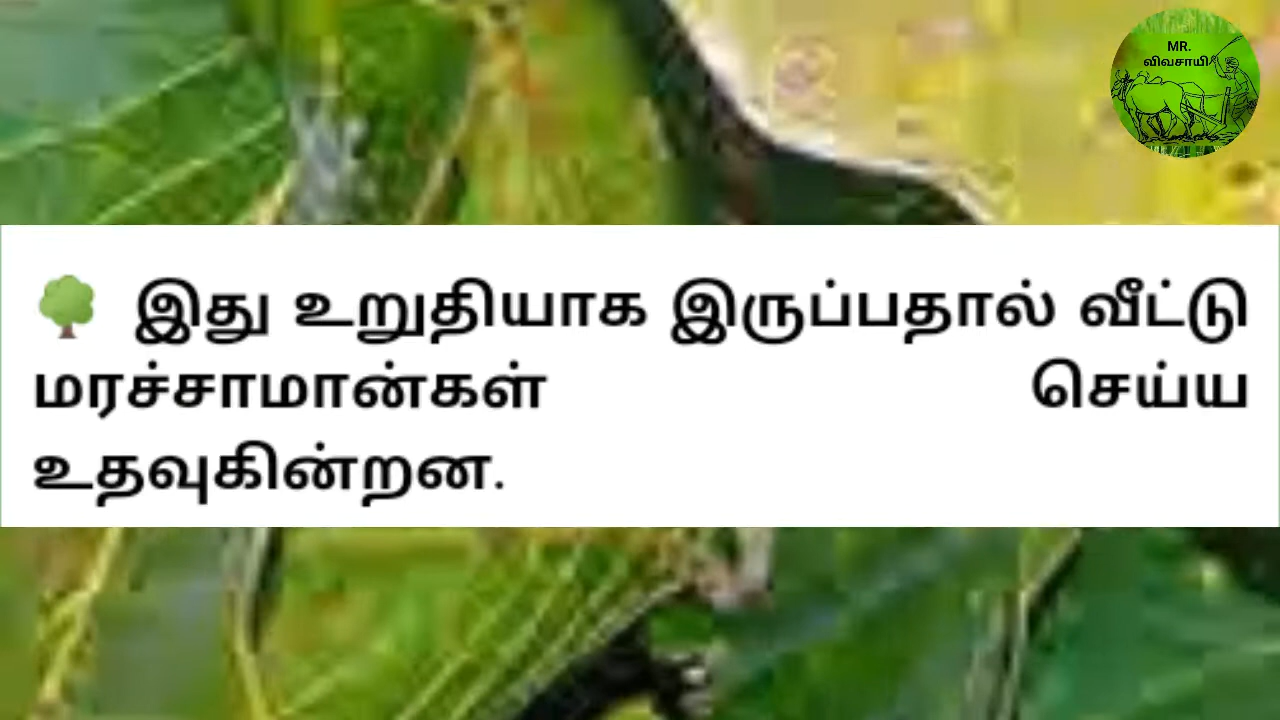 MR.
விவசாயி
🌳 இது உறுதியாக இருப்பதால் வீட்டு
மரச்சாமான்கள் செய்ய
உதவுகின்றன.